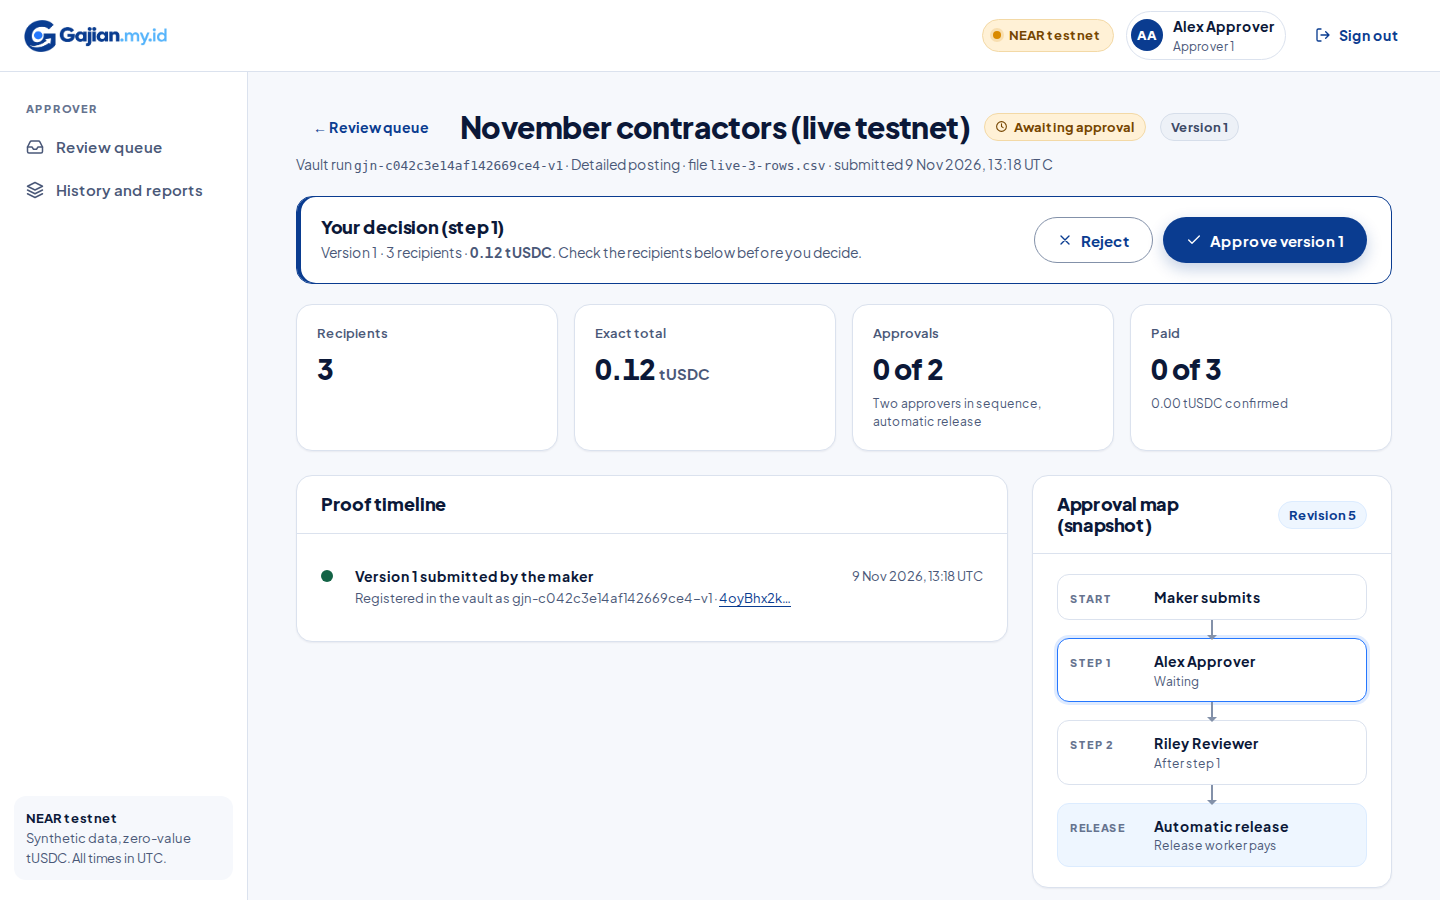 Gajian.my.id
NEAR testnet
AA
Alex Approver
Approver 1
Sign out
APPROVER
Review queue
History and reports
← Review queue
November contractors (live testnet)
Awaiting approval
Version 1
Vault run gjn-c042c3e14af142669ce4-v1 · Detailed posting · file live-3-rows.csv · submitted 9 Nov 2026, 13:18 UTC
Your decision (step 1)
Version 1 · 3 recipients · 0.12 tUSDC. Check the recipients below before you decide.
Reject
Approve version 1
Recipients
3
Exact total
0.12 tUSDC
Approvals
0 of 2
Two approvers in sequence,
automatic release
Paid
0 of 3
0.00 tUSDC confirmed
Proof timeline
Version 1 submitted by the maker
9 Nov 2026, 13:18 UTC
Registered in the vault as gjn-c042c3e14af142669ce4-v1 · 4oyBhx2k…
Approval map
(snapshot)
Revision 5
START
Maker submits
STEP 1
Alex Approver
Waiting
STEP 2
Riley Reviewer
After step 1
RELEASE
Automatic release
Release worker pays
NEAR testnet
Synthetic data, zero-value
tUSDC. All times in UTC.